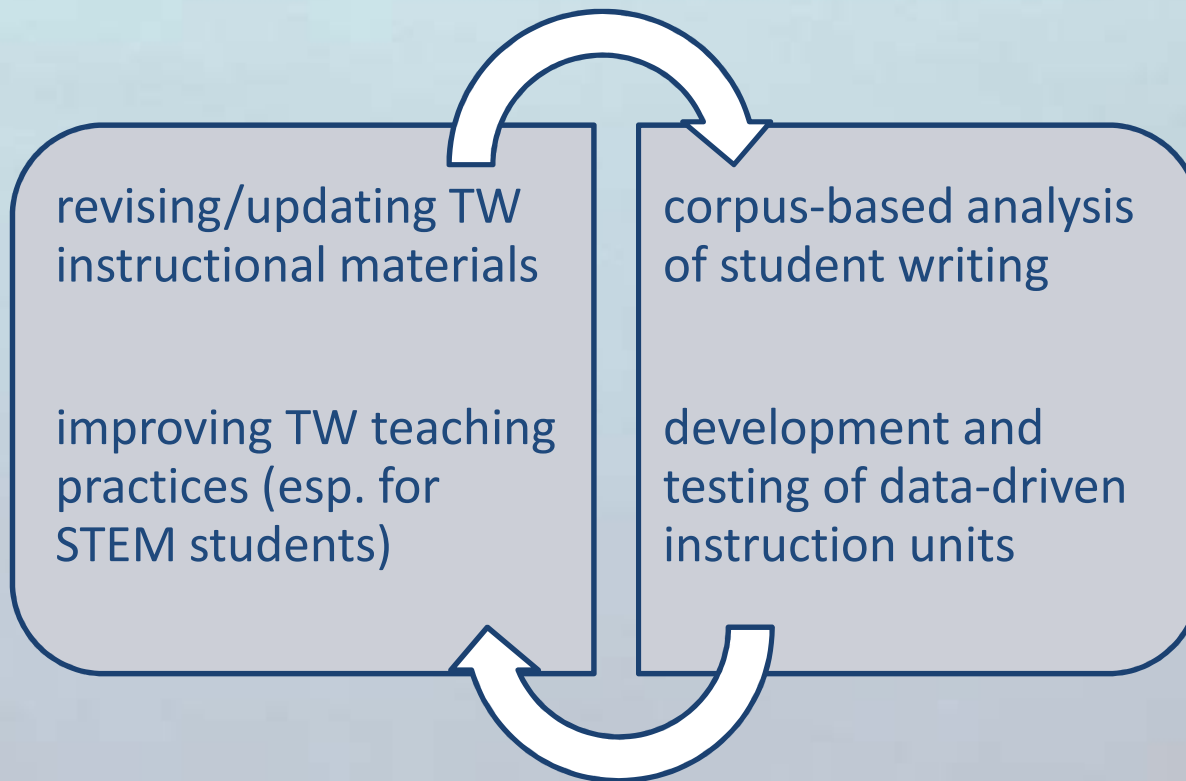 revising/updating TW
instructional materials
improving TW teaching
practices (esp. for
STEM students)
corpus-based analysis
of student writing
development and
testing of data-driven
instruction units